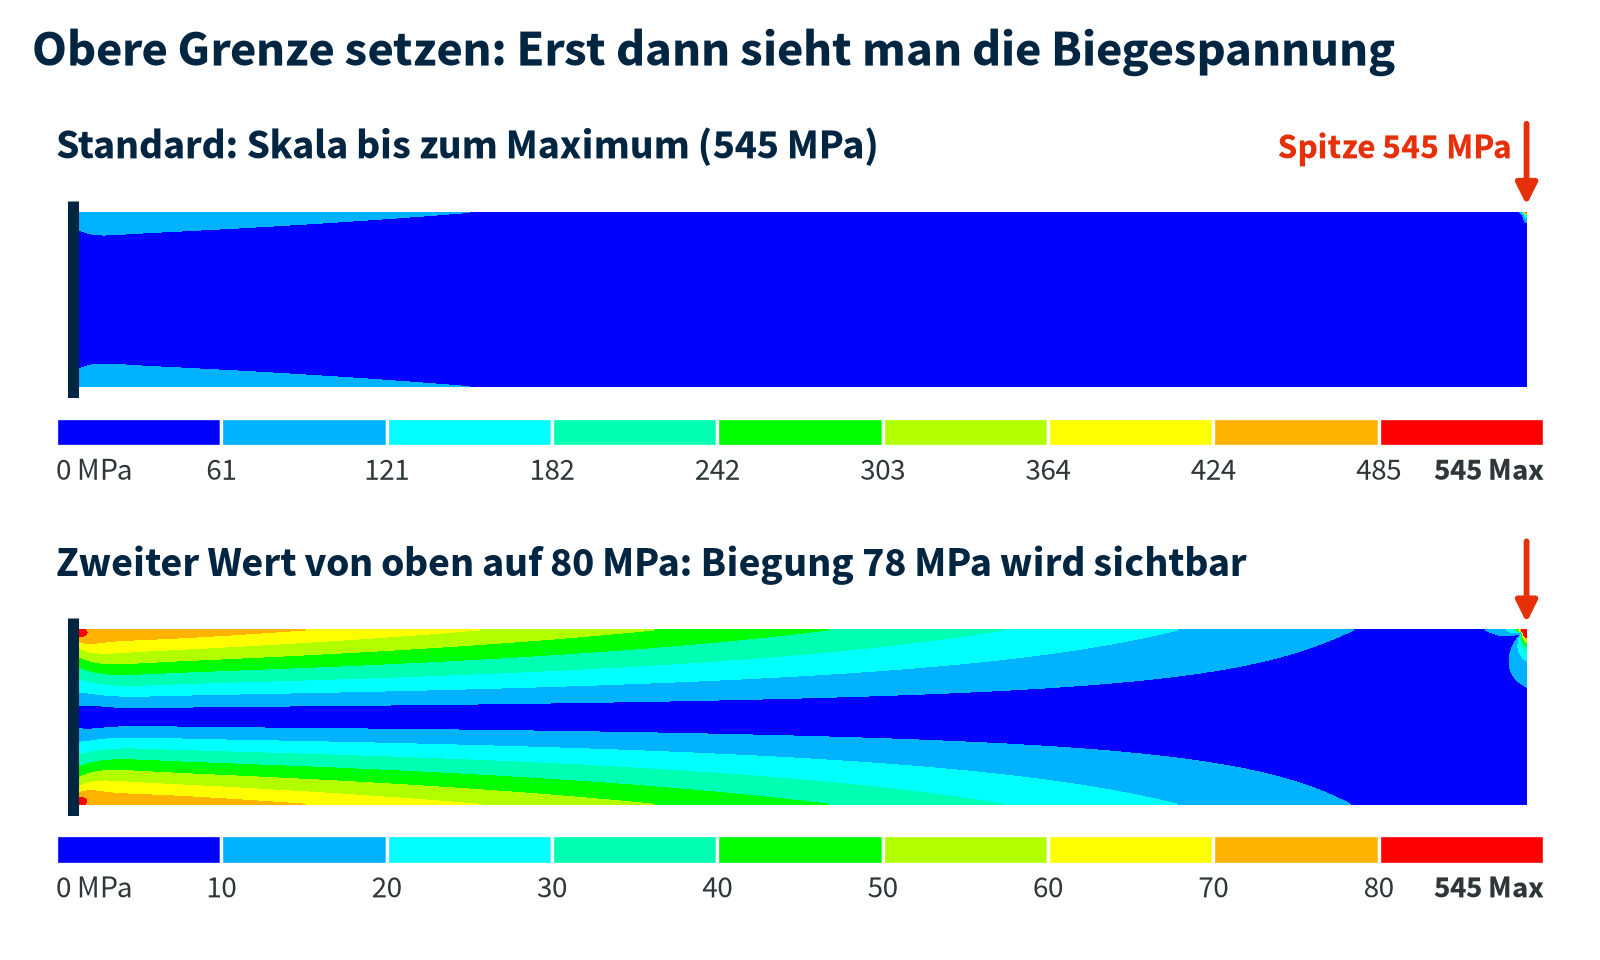 Obere Grenze setzen: Erst dann sieht man die Biegespannung
Standard: Skala bis zum Maximum (545 MPa)
Spitze 545 MPa
0 MPa 61 121 182 242 303 364 424 485 545 Max
Zweiter Wert von oben auf 80 MPa: Biegung 78 MPa wird sichtbar
0 MPa 10 20 30 40 50 60 70 80 545 Max